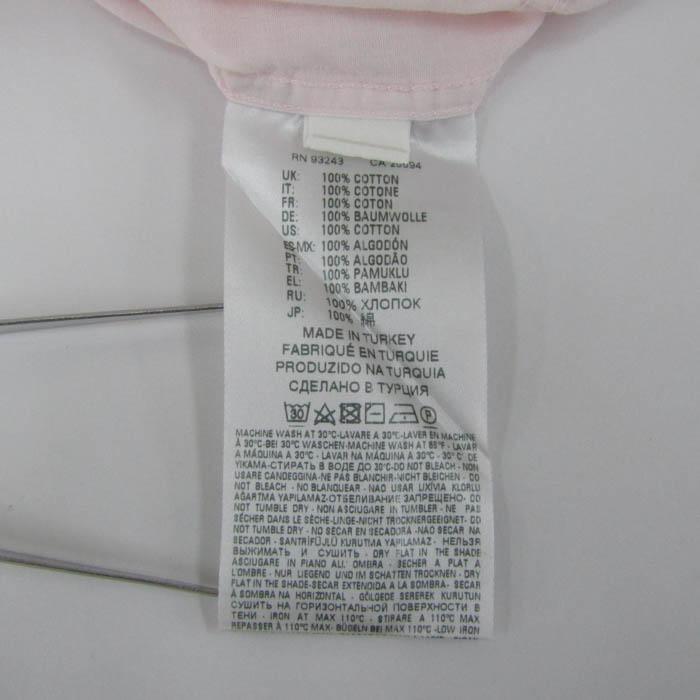 RN 93243 CA
UK: 100% COTTON
IT: 100% COTONE
FR: 100% COTON
DE: 100% BAUMWOLLE
US: 100% COTTON
ES-MX: 100% ALGODÓN
PT: 100% ALGODÃO
TR: 100% PAMUKLU
EL: 100% BAMBAKI
RU: 100% ХЛОПОК
JP: 100% 綿
MADE IN TURKEY
FABRIQUÉ EN TURQUIE
PRODUZIDO NA TURQUIA
СДЕЛАНО В ТУРЦИЯ
30 P
MACHINE WASH AT 30°C-LAVARE A 30°C-LAVER EN MACHINE
À 30°C-BEI 30°C WASCHEN-MACHINE WASH AT 85°F - LAVAR
A MÁQUINA A 30°C - LAVAR NA MÁQUINA A 30°C - 30° C' DE
YIKAMA-СТИРАТЬ В ВОДЕ ДО 30°C-DO NOT BLEACH - NON
USARE CANDEGGINA-NE PAS BLANCHIR-NICHT BLEICHEN - DO
NOT BLEACH - NO BLANQUEAR - NÃO USAR LIXÍVIA KLORLU
AĞARTMA YAPILAMAZ-ОТБЕЛИВАНИЕ ЗАПРЕЩЕНО- DO
NOT TUMBLE DRY - NON ASCIUGARE IN TUMBLER - NE PAS
SÉCHER DANS LE SÈCHE-LINGE-NICHT TROCKNERGEEIGNET- DO
NOT TUMBLE DRY - NO SECAR EN SECADORA -NÃO SECAR NA
SECADOR - SANTRİFÜJLÜ KURUTMA YAPILAMAZ - НЕЛЬЗЯ
ВЫЖИМАТЬ И СУШИТЬ - DRY FLAT IN THE SHADE
ASCIUGARE IN PIANO ALL' OMBRA - SECHER A PLAT A
L'OMBRE - NUR LIEGEND UND IM SCHATTEN TROCKNEN - DRY
FLAT IN THE SHADE-SECAR EXTENDIDA A LA SOMBRA - SECAR
À SOMBRA NA HORIZONTAL - GÖLGEDE SEREREK KURUTUN
СУШИТЬ НА ГОРИЗОНТАЛЬНОЙ ПОВЕРХНОСТИ В
ТЕНИ - IRON AT MAX 110°C - STIRARE A 110°C MAX
REPASSER À 110°C MAX- BÜGELN BEI MAX 110°C -LOW IRON